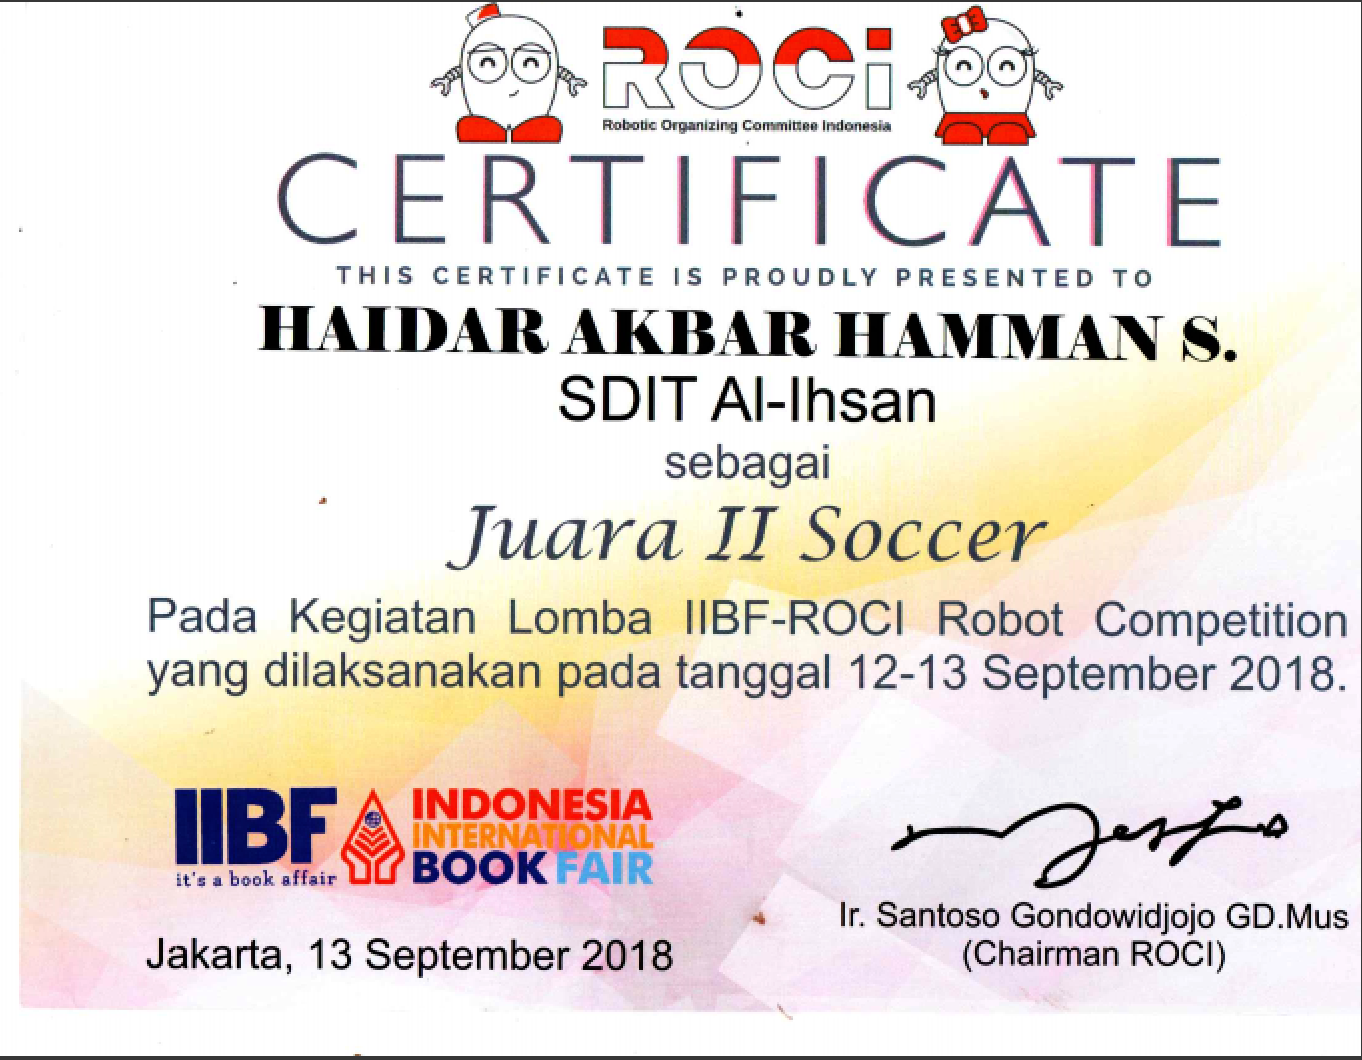 ROCi
Robotic Organizing Committee Indonesia
CERTIFICATE
THIS CERTIFICATE IS PROUDLY PRESENTED TO
HAIDAR AKBAR HAMMAN S.
SDIT Al-Ihsan
sebagai
Juara II Soccer
Pada Kegiatan Lomba IIBF-ROCI Robot Competition
yang dilaksanakan pada tanggal 12-13 September 2018.
IIBF
it's a book affair
INDONESIA
INTERNATIONAL
BOOK FAIR
Jakarta, 13 September 2018
Ir. Santoso Gondowidjojo GD.Mus
(Chairman ROCI)